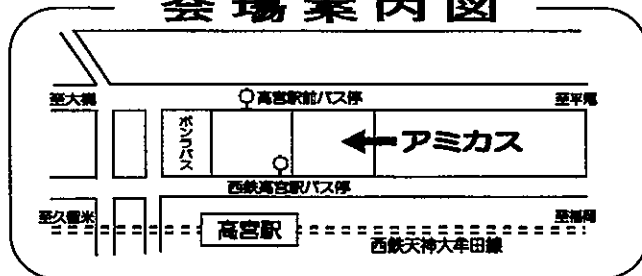 会場案内図
至大橋
高宮駅前バス停
至平尾
ボンラパス
アミカス
西鉄高宮駅バス停
至久留米
高宮駅
至福岡
西鉄天神大牟田線